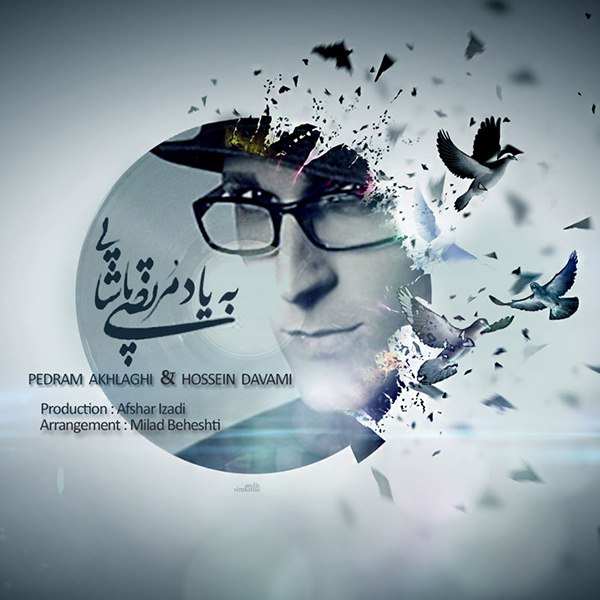 به یاد مرتضی پاشایی
PEDRAM AKHLAGHI & HOSSEIN DAVAMI
Production : Afshar Izadi
Arrangement : Milad Beheshti